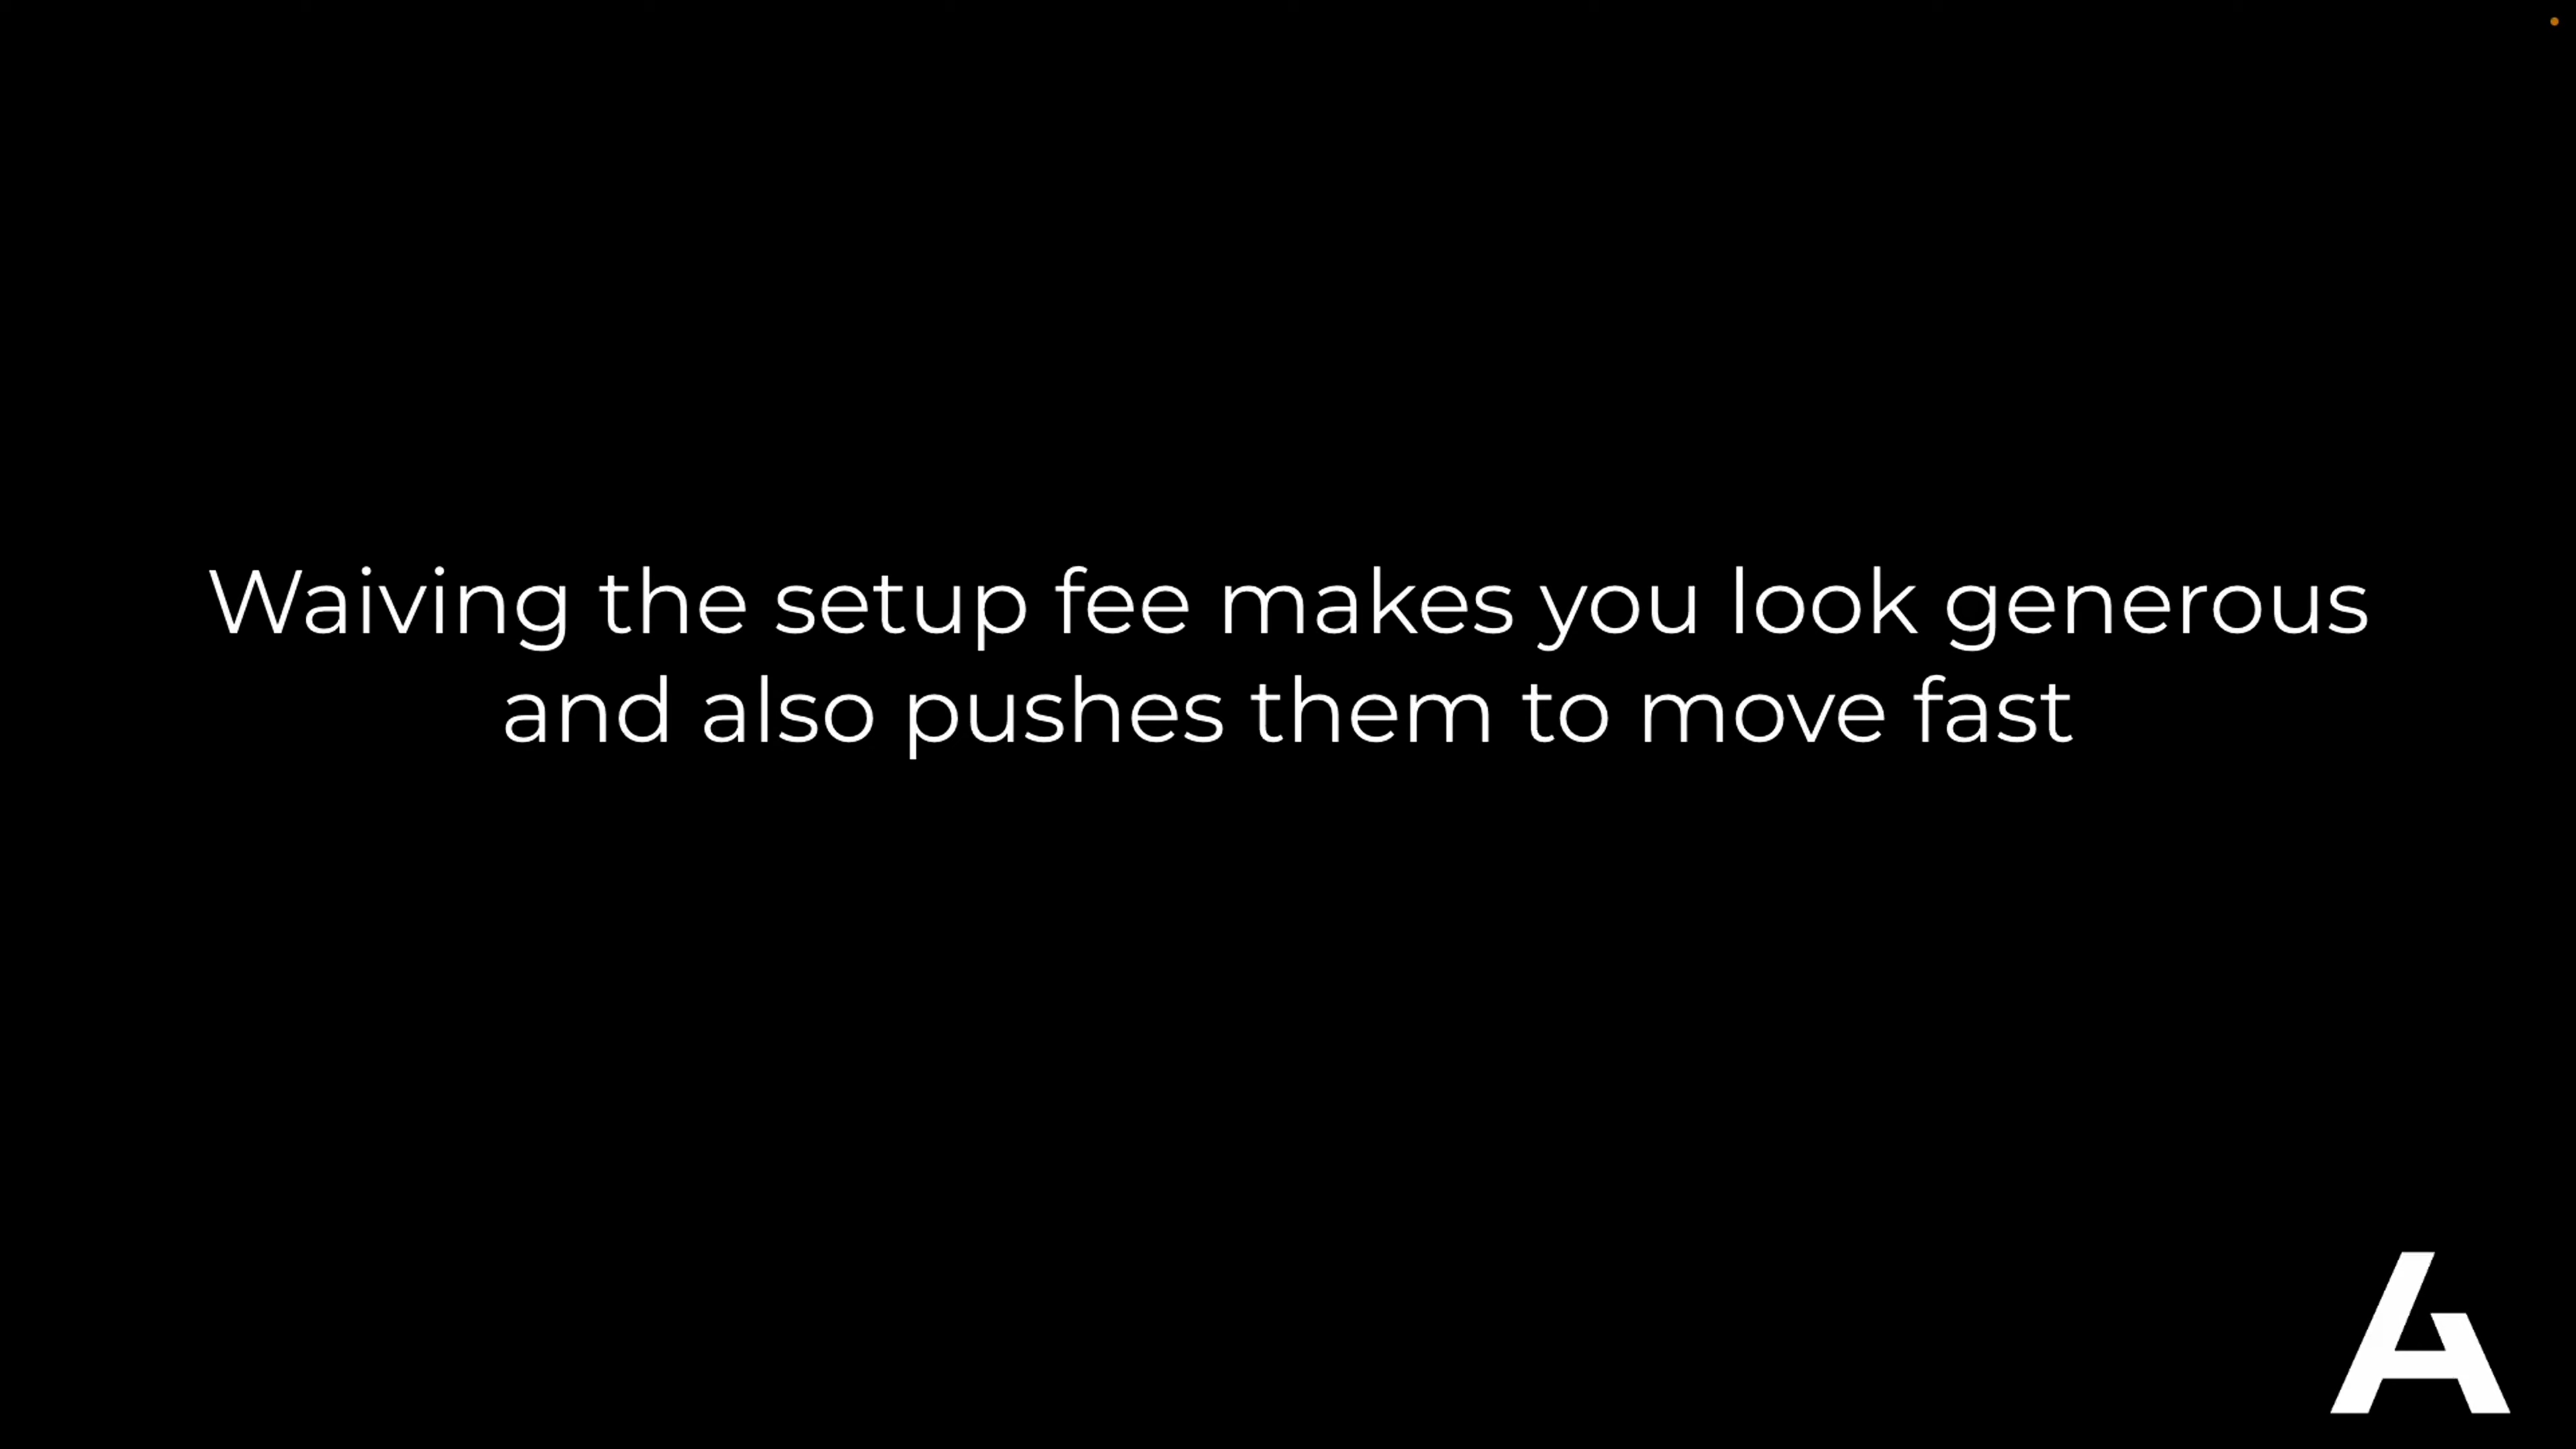 Waiving the setup fee makes you look generous
and also pushes them to move fast